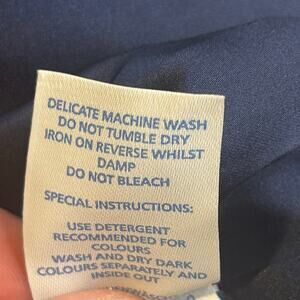 DELICATE MACHINE WASH
DO NOT TUMBLE DRY
IRON ON REVERSE WHILST
DAMP
DO NOT BLEACH
SPECIAL INSTRUCTIONS:
USE DETERGENT
RECOMMENDED FOR
COLOURS
WASH AND DRY DARK
COLOURS SEPARATELY AND
INSIDE OUT